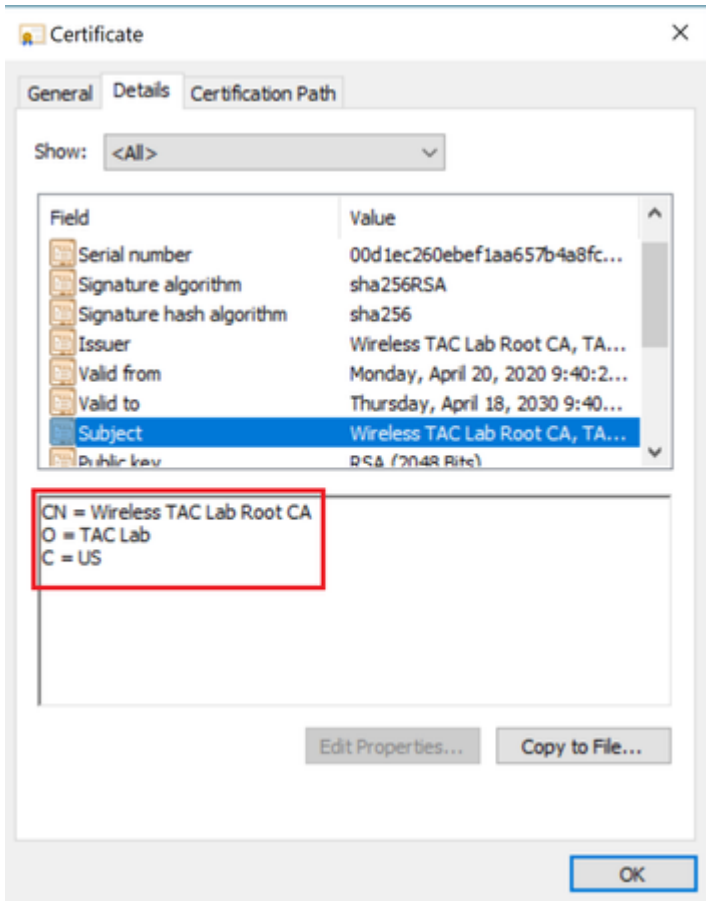 Certificate
General Details Certification Path
Show: <All>
Field Value
Serial number 00d1ec260ebef1aa657b4a8fc...
Signature algorithm sha256RSA
Signature hash algorithm sha256
Issuer Wireless TAC Lab Root CA, TA...
Valid from Monday, April 20, 2020 9:40:2...
Valid to Thursday, April 18, 2030 9:40...
Subject Wireless TAC Lab Root CA, TA...
Public key RSA (2048 Bits)
CN = Wireless TAC Lab Root CA
O = TAC Lab
C = US
Edit Properties... Copy to File...
OK